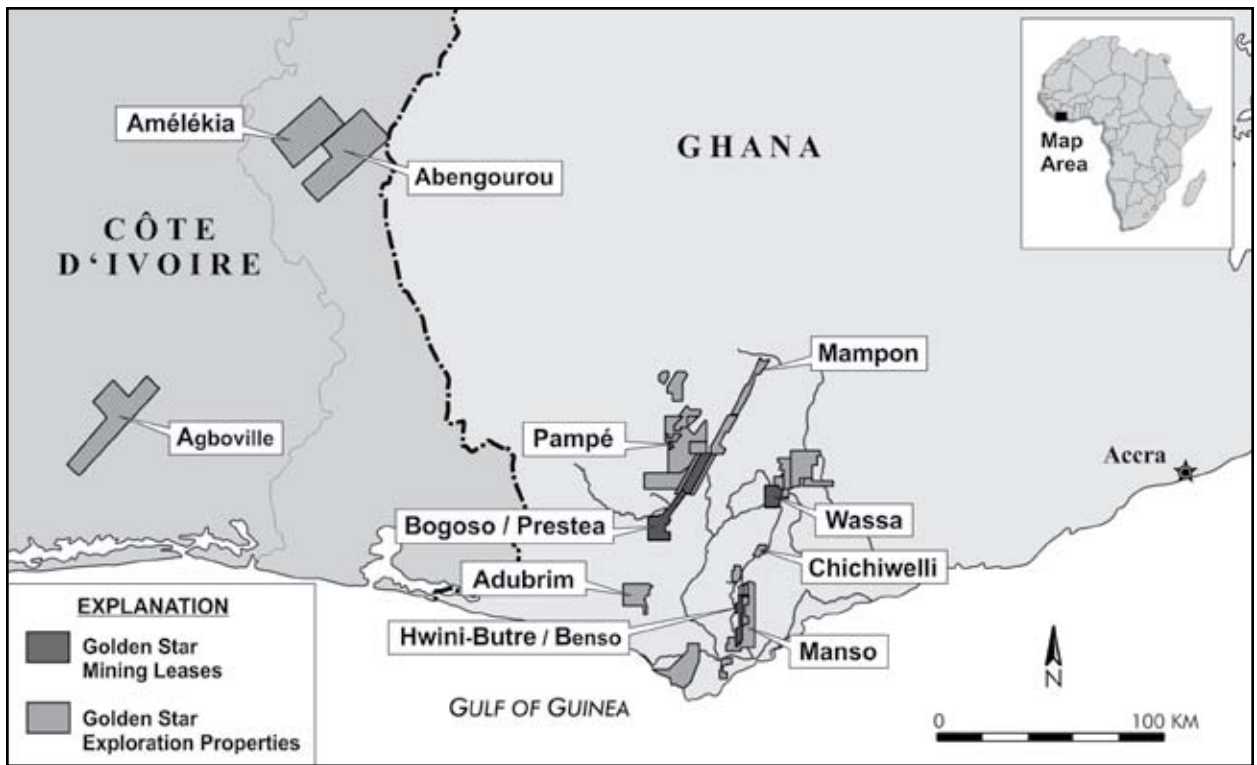 Amélékia
Abengourou
GHANA
CÔTE
D'IVOIRE
Map
Area
Mampon
Agboville
Pampé
Accra
Bogoso / Prestea
Wassa
Adubrim
Chichiwelli
Hwini-Butre / Benso
Manso
GULF OF GUINEA
N
0 100 KM
EXPLANATION
Golden Star
Mining Leases
Golden Star
Exploration Properties